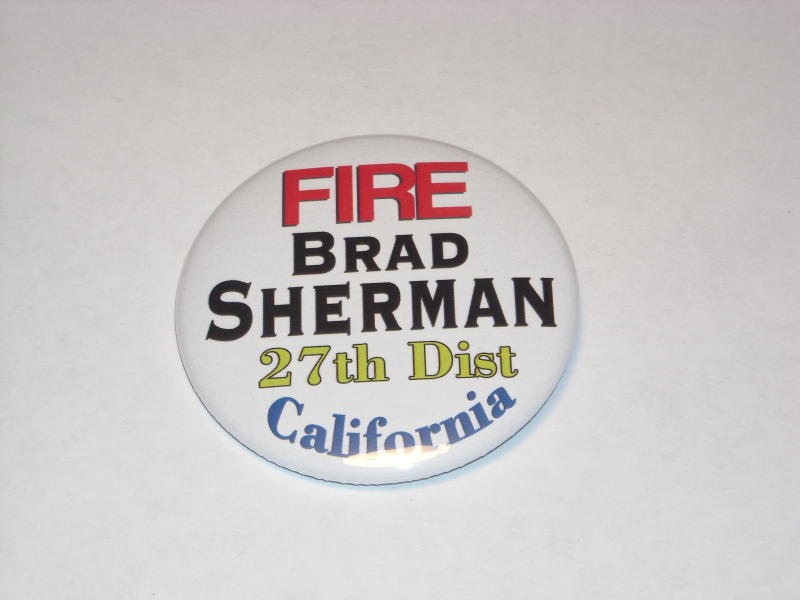 FIRE
BRAD
SHERMAN
27th Dist
California